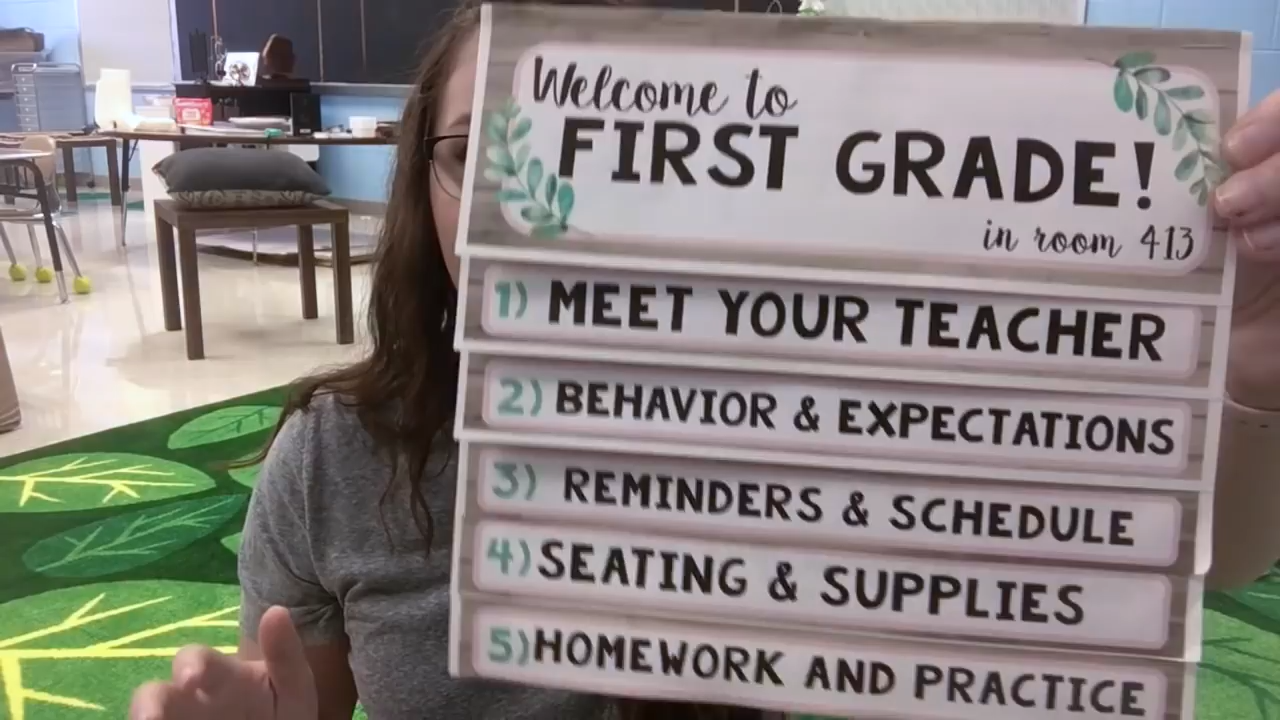 Welcome to
FIRST GRADE!
in room 413
1) MEET YOUR TEACHER
2) BEHAVIOR & EXPECTATIONS
3) REMINDERS & SCHEDULE
4) SEATING & SUPPLIES
5) HOMEWORK AND PRACTICE